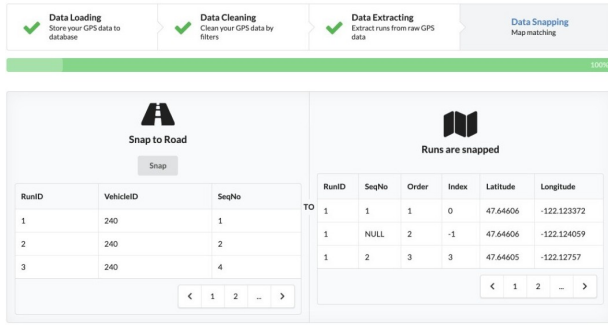 Data Loading
Store your GPS data to
database
Data Cleaning
Clean your GPS data by
filters
Data Extracting
Extract runs from raw GPS
data
Data Snapping
Map matching
100%
Snap to Road
Snap
RunID VehicleID SeqNo
1 240 1
2 240 2
3 240 4
< 1 2 ... >
TO
Runs are snapped
RunID SeqNo Order Index Latitude Longitude
1 1 1 0 47.64606 -122.123372
1 NULL 2 -1 47.64606 -122.124059
1 2 3 3 47.64605 -122.12757
< 1 2 ... >